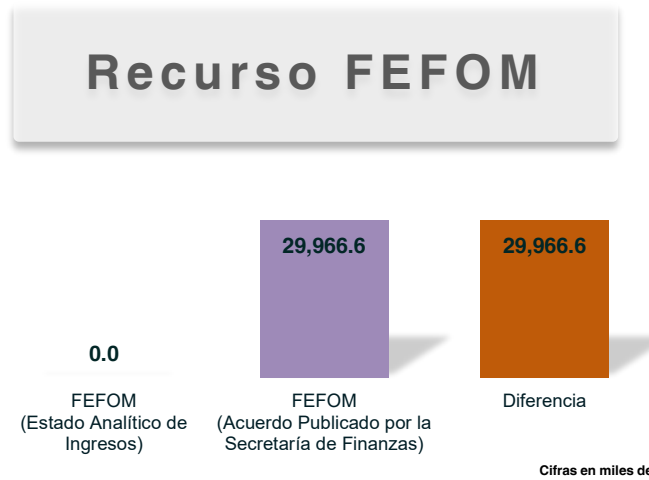 Recurso FEFOM
29,966.6
29,966.6
0.0
FEFOM
(Estado Analítico de
Ingresos)
FEFOM
(Acuerdo Publicado por la
Secretaría de Finanzas)
Diferencia
Cifras en miles de